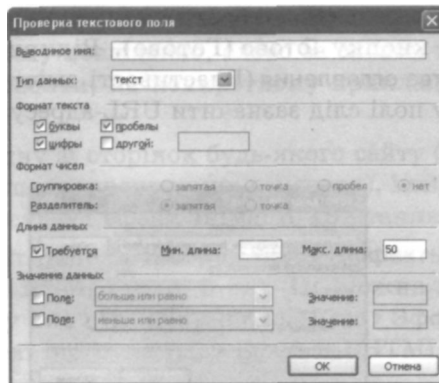 Проверка текстового поля
Выводное имя:
Тип данных: текст
Формат текста
буквы пробелы
цифры другой:
Формат чисел
Группировка: запятая точка пробел нет
Разделитель: запятая точка
Длина данных
Требуется Мин. длина: Макс. длина: 50
Значение данных
Поле: больше или равно Значение:
Поле: меньше или равно Значение:
OK Отмена